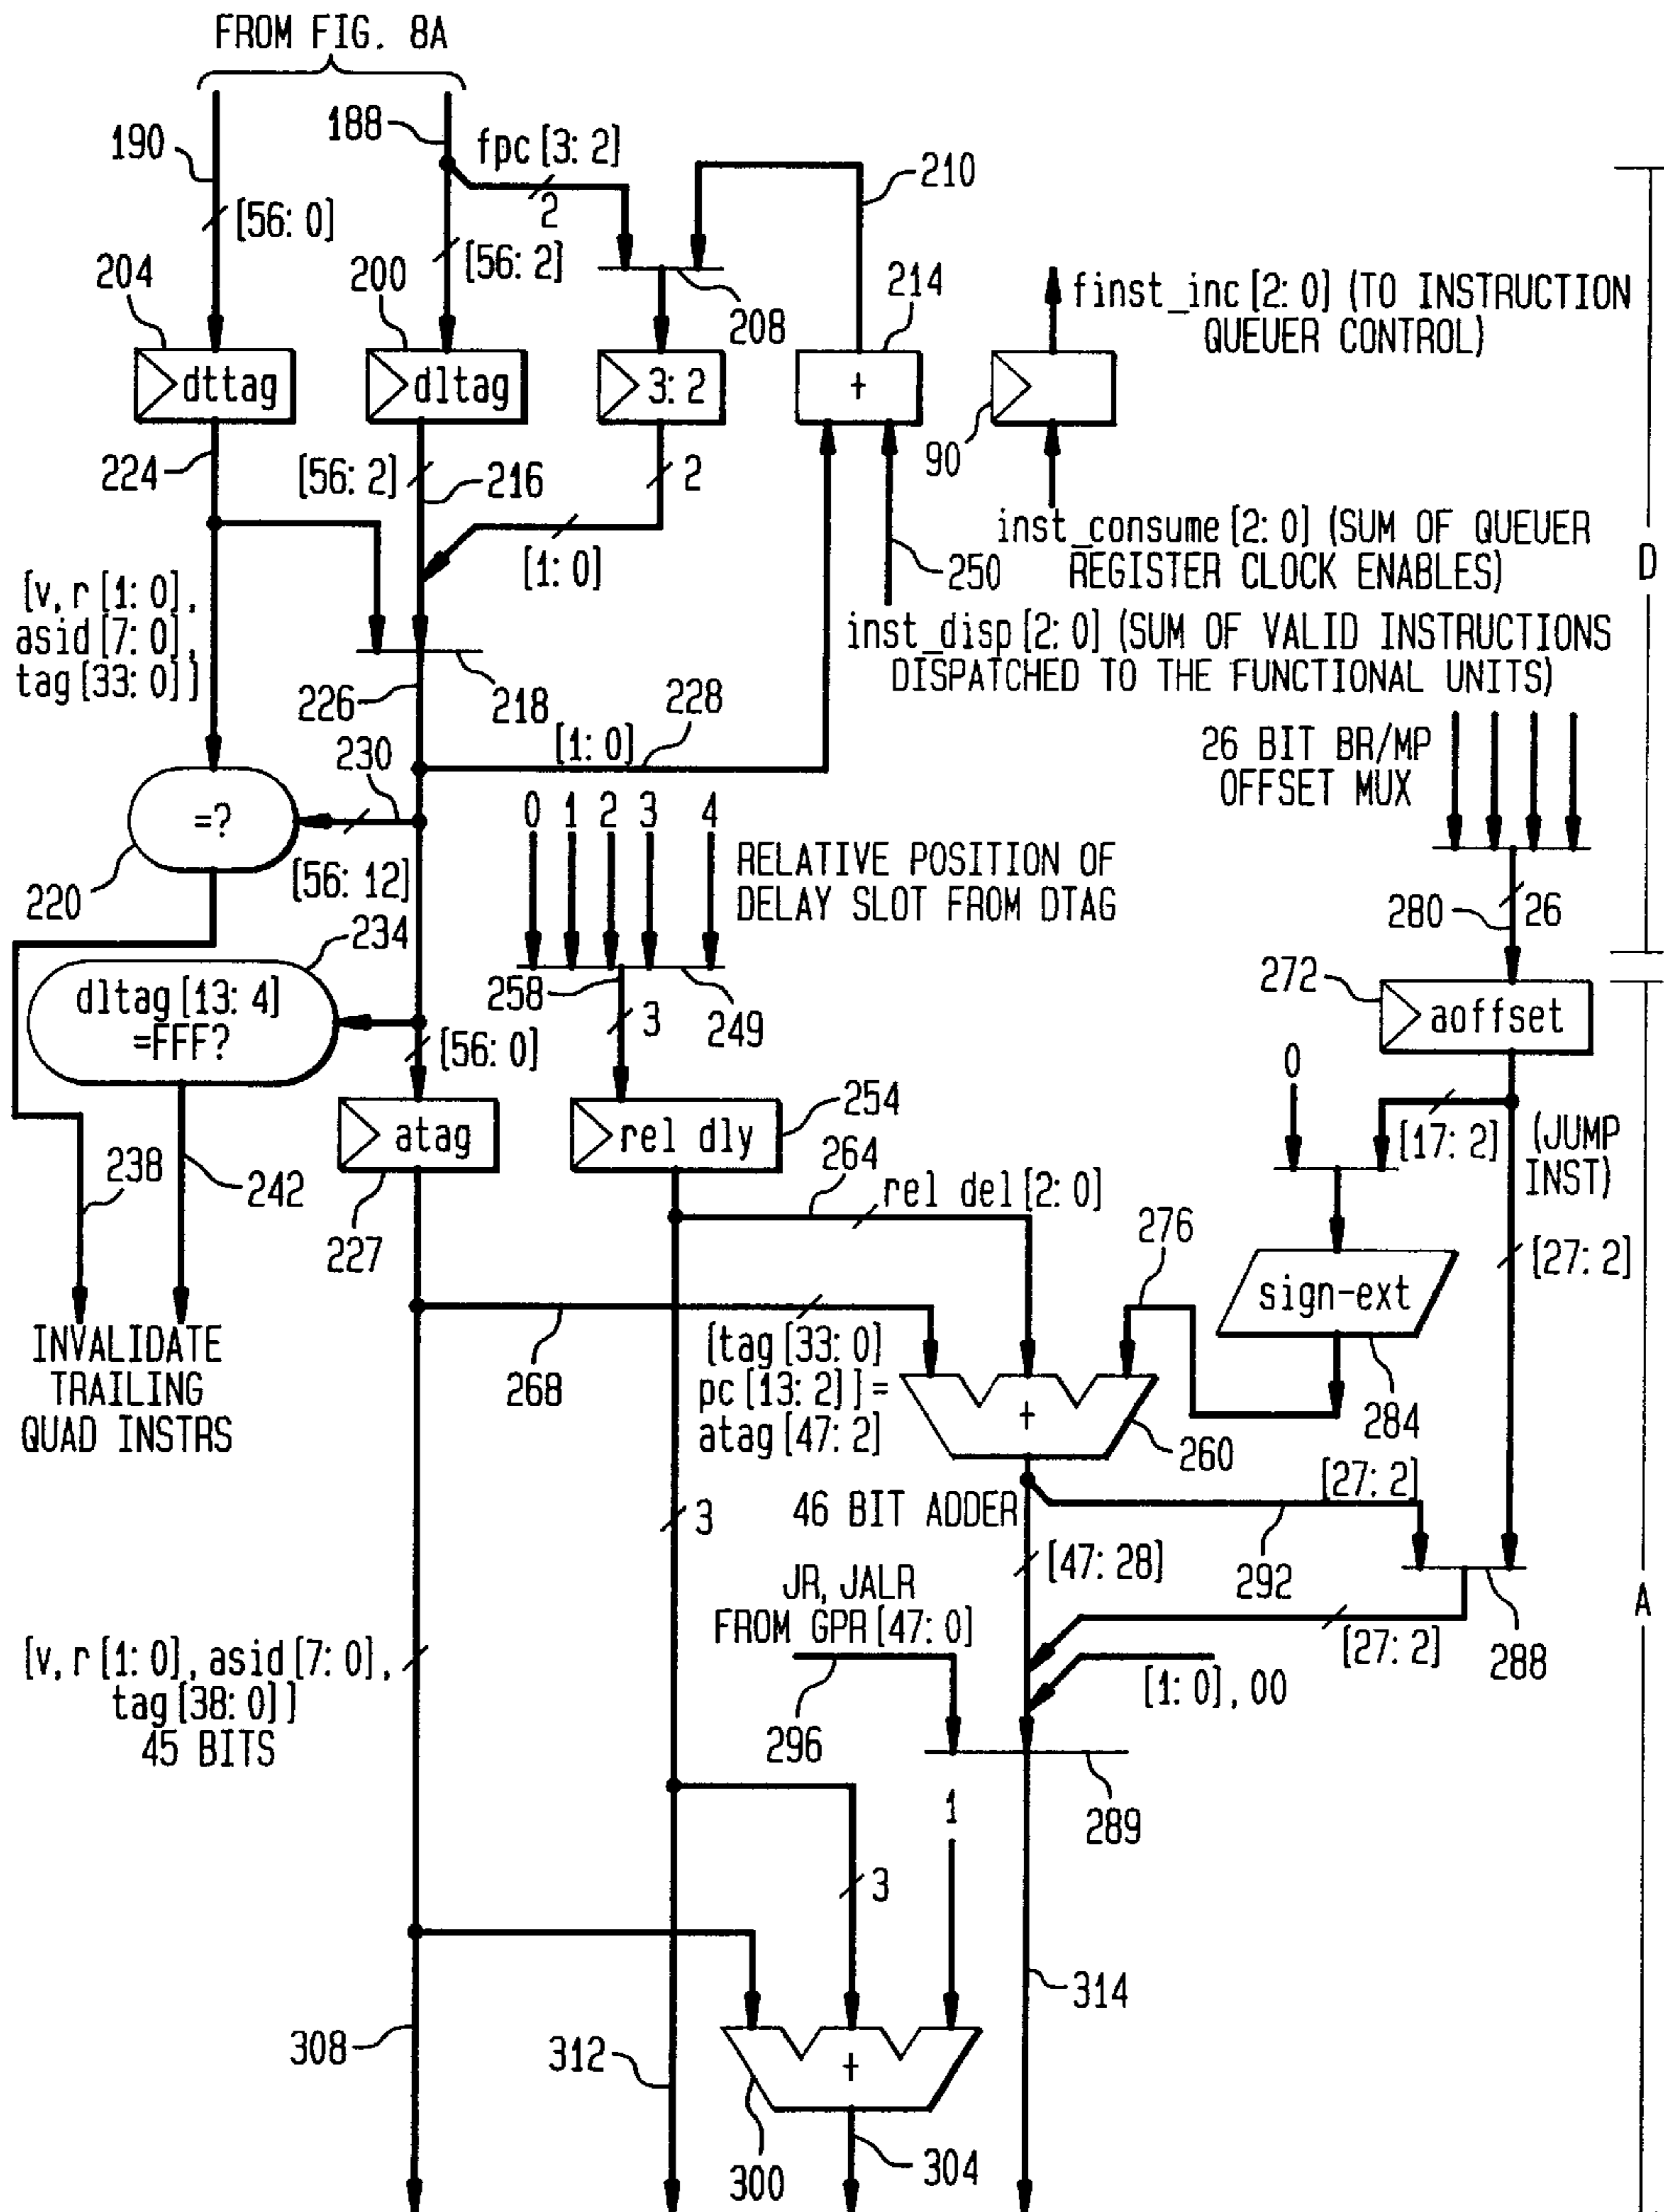 FROM FIG. 8A
190
188
fpc [3: 2]
2
210
[56: 0]
[56: 2]
204
200
208
214
finst_inc [2: 0] (TO INSTRUCTION
QUEUER CONTROL)
dttag
dltag
3: 2
+
90
224
[56: 2]
216
2
[1: 0]
250
inst_consume [2: 0] (SUM OF QUEUER
REGISTER CLOCK ENABLES)
D
inst_disp [2: 0] (SUM OF VALID INSTRUCTIONS
DISPATCHED TO THE FUNCTIONAL UNITS)
[v, r [1: 0],
asid [7: 0],
tag [33: 0]]
226
218
228
[1: 0]
230
26 BIT BR/MP
OFFSET MUX
=?
220
[56: 12]
0 1 2 3 4
RELATIVE POSITION OF
DELAY SLOT FROM DTAG
280
26
234
dltag [13: 4]
=FFF?
258
3
249
272
aoffset
[56: 0]
0
atag
rel dly
254
[17: 2]
(JUMP
INST)
238
242
227
264
rel del [2: 0]
276
[27: 2]
sign-ext
INVALIDATE
TRAILING
QUAD INSTRS
268
[tag [33: 0]
pc [13: 2]] =
atag [47: 2]
+
260
284
[27: 2]
3
46 BIT ADDER
[47: 28]
292
288
JR, JALR
FROM GPR [47: 0]
A
[27: 2]
[v, r [1: 0], asid [7: 0],
tag [38: 0]]
45 BITS
[1: 0], 00
296
289
1
3
314
308
312
+
300
304